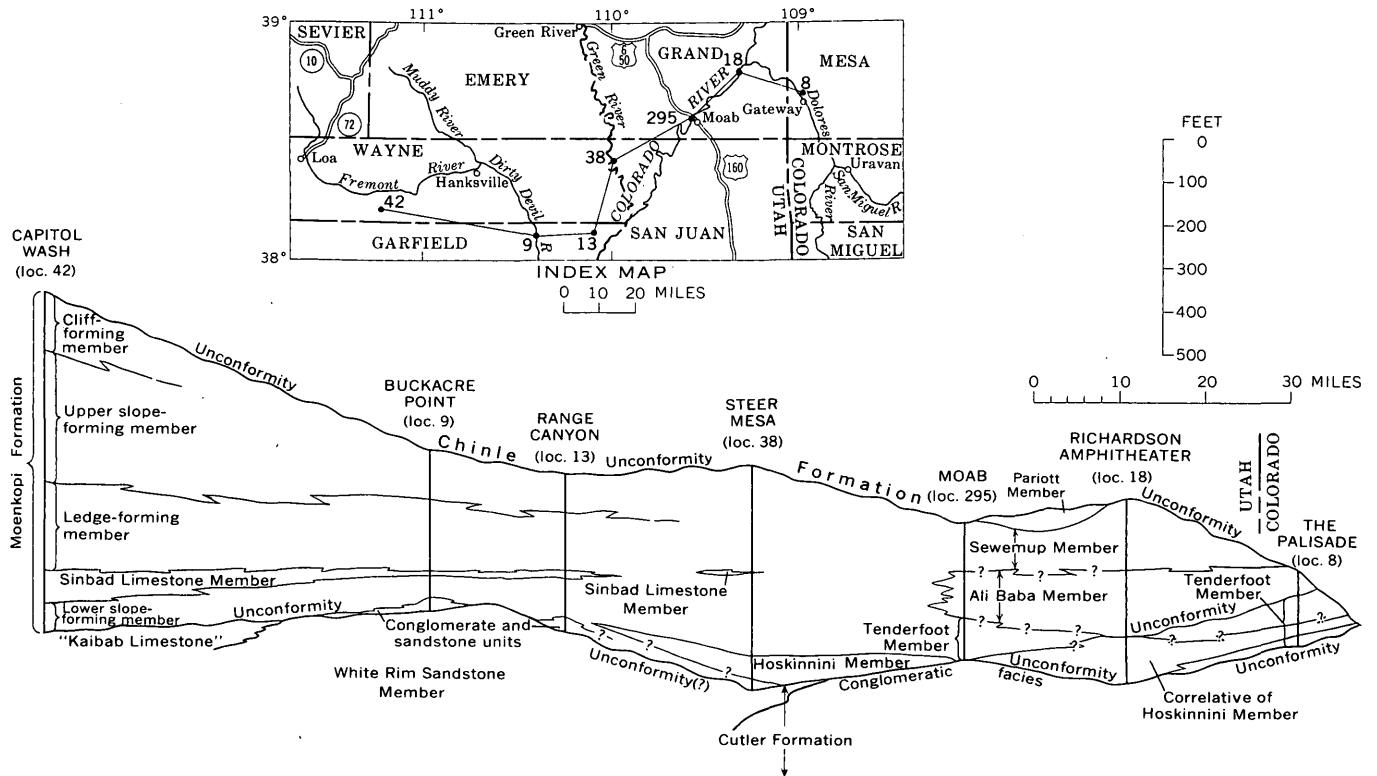 39°
111°
110°
109°
SEVIER
10
72
Green River
6
50
GRAND
18
MESA
EMERY
Muddy River
Green River
RIVER
8
295
Moab
Gateway
Dolores
Loa
WAYNE
38
COLORADO
160
MONTROSE
Uravan
Fremont River
Hanksville
Dirty Devil R
42
UTAH
COLORADO
River
San Miguel R
GARFIELD
9
13
SAN JUAN
SAN
MIGUEL
38°
INDEX MAP
0 10 20 MILES
FEET
0
100
200
300
400
500
0 10 20 30 MILES
CAPITOL
WASH
(loc. 42)
Moenkopi Formation
Cliff-
forming
member
Unconformity
Upper slope-
forming member
Ledge-forming
member
Sinbad Limestone Member
Lower slope-
forming member
Unconformity
"Kaibab Limestone"
BUCKACRE
POINT
(loc. 9)
Chinle
RANGE
CANYON
(loc. 13)
Unconformity
STEER
MESA
(loc. 38)
Formation
MOAB
(loc. 295)
Pariott
Member
RICHARDSON
AMPHITHEATER
(loc. 18)
Unconformity
UTAH
COLORADO
THE
PALISADE
(loc. 8)
Conglomerate and
sandstone units
White Rim Sandstone
Member
Sinbad Limestone
Member
Sewemup Member
? ? ?
Ali Baba Member
? ? ?
Tenderfoot
Member
Tenderfoot
Member
Unconformity
? ?
Hoskinnini Member
Unconformity(?)
Conglomeratic facies
?
Unconformity
? ? ?
Unconformity
Correlative of
Hoskinnini Member
Cutler Formation